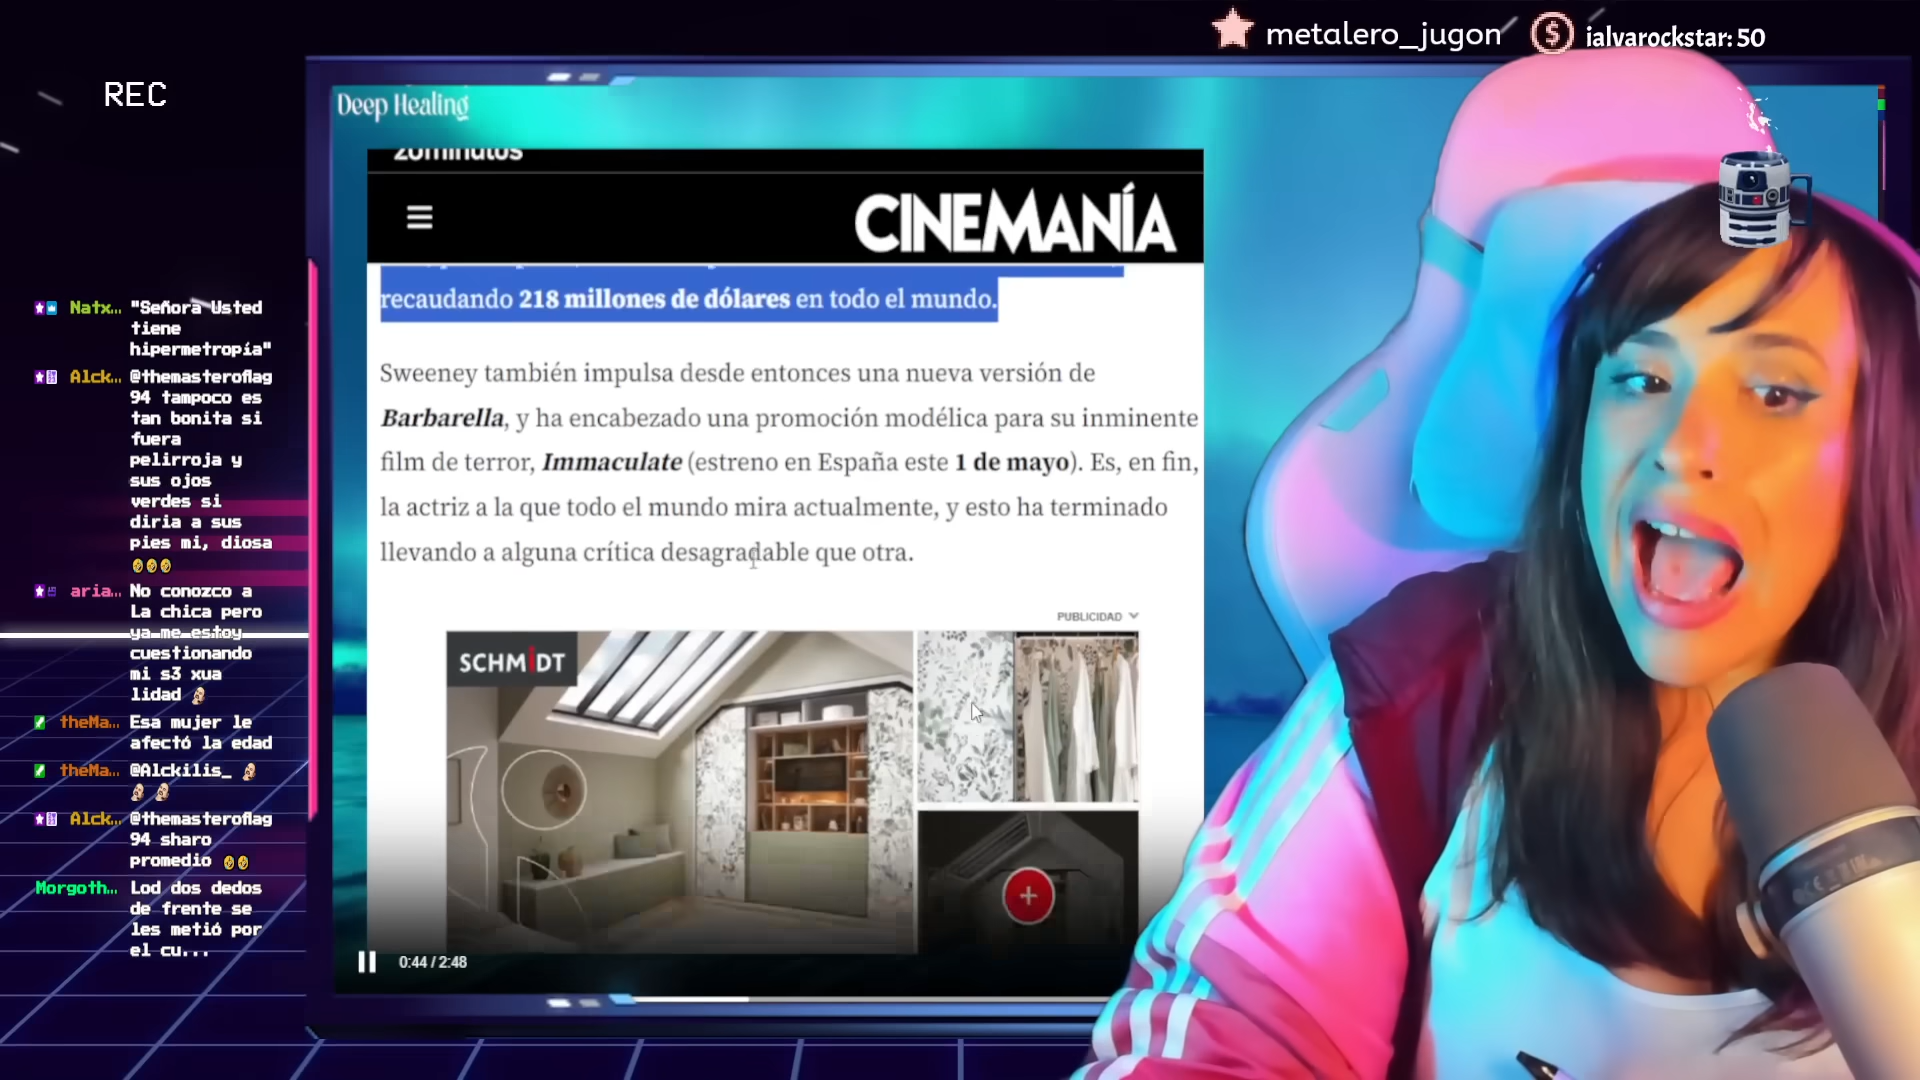 metalero_jugon
ialvarockstar: 50
REC
Deep Healing
20minutos
CINEMANÍA
recaudando 218 millones de dólares en todo el mundo.
Sweeney también impulsa desde entonces una nueva versión de
Barbarella, y ha encabezado una promoción modélica para su inminente
film de terror, Immaculate (estreno en España este 1 de mayo). Es, en fin,
la actriz a la que todo el mundo mira actualmente, y esto ha terminado
llevando a alguna crítica desagradable que otra.
PUBLICIDAD
SCHMIDT
0:44 / 2:48
Natx... "Señora Usted
tiene
hipermetropía"
Alck... @themasteroflag
94 tampoco es
tan bonita si
fuera
pelirroja y
sus ojos
verdes si
diria a sus
pies mi, diosa
aria... No conozco a
La chica pero
ya me estoy
cuestionando
mi s3 xua
lidad
theMa... Esa mujer le
afectó la edad
theMa... @Alckilis_
Alck... @themasteroflag
94 sharo
promedio
Morgoth... Lod dos dedos
de frente se
les metió por
el cu...